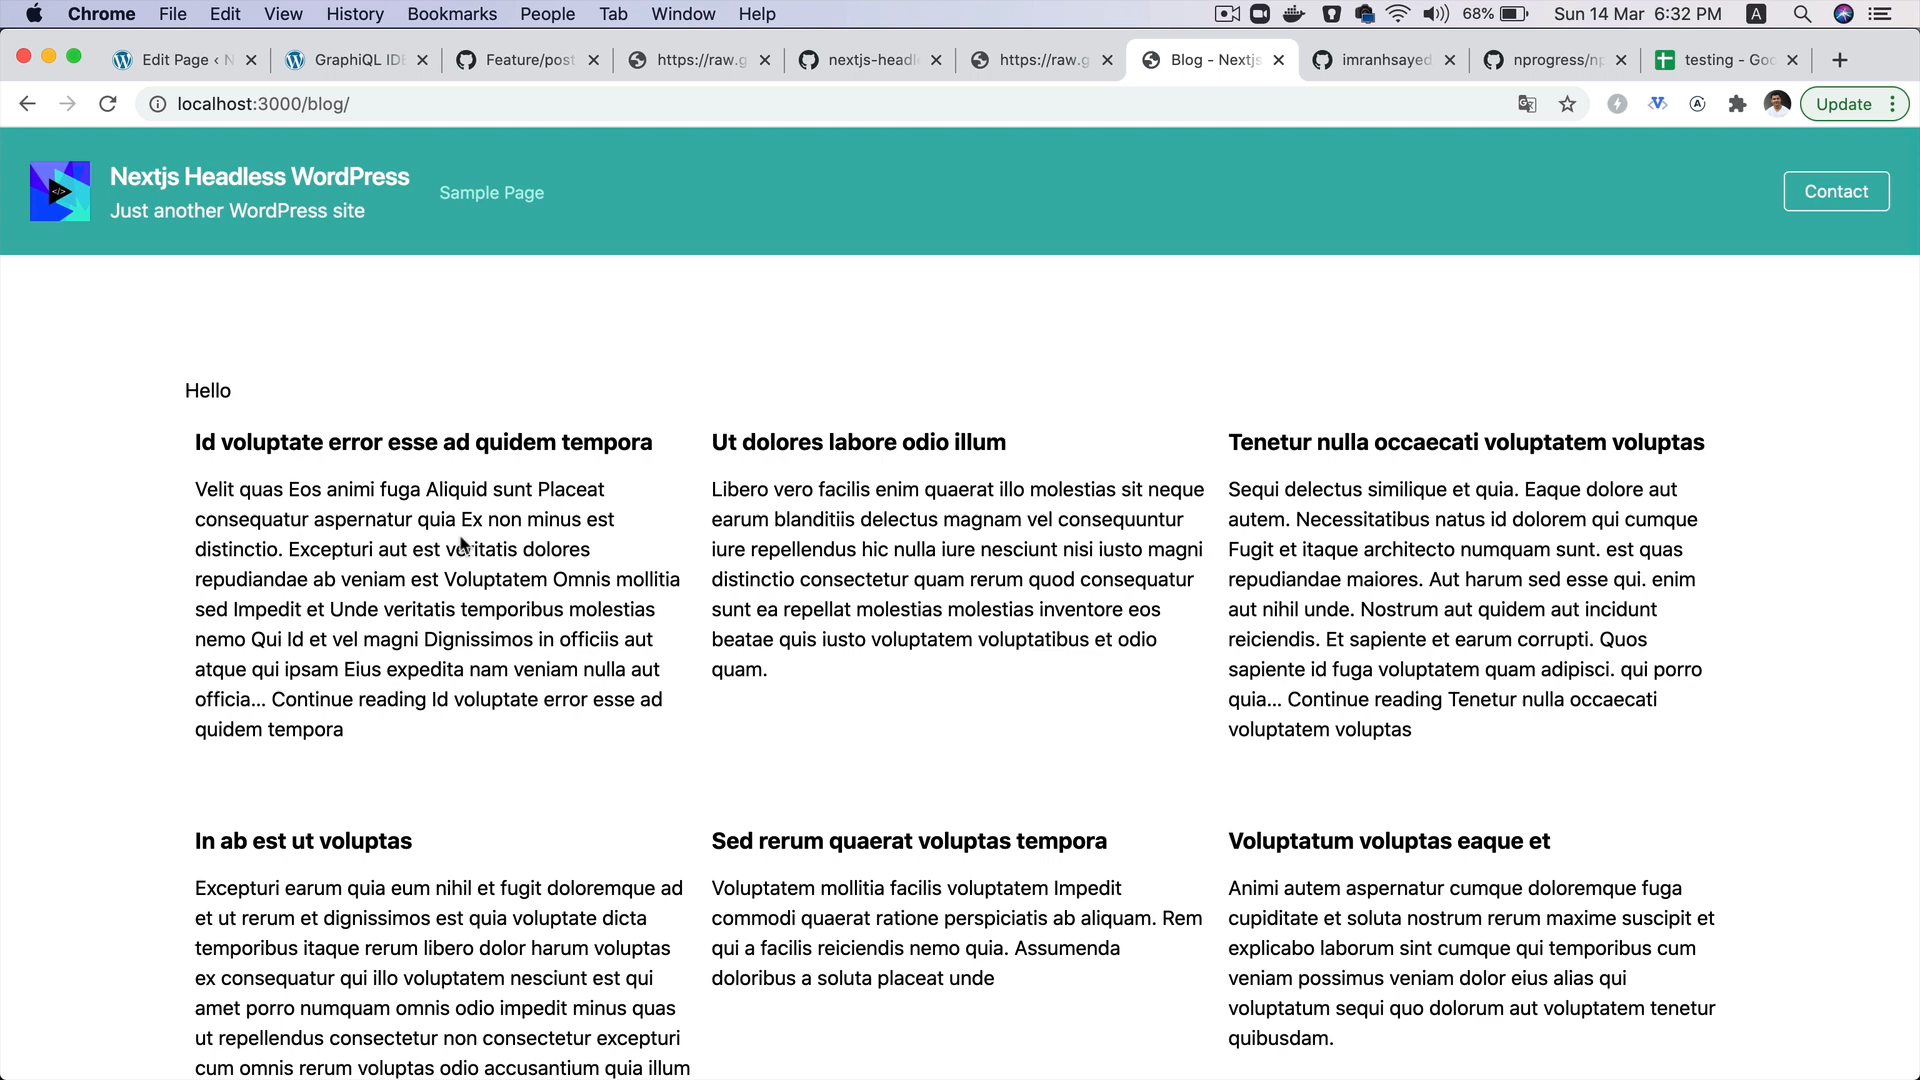 Chrome File Edit View History Bookmarks People Tab Window Help 68% Sun 14 Mar 6:32 PM A
Edit Page ‹ N GraphiQL IDE Feature/post https://raw.g nextjs-headl https://raw.g Blog - Nextjs imranhsayed nprogress/np testing - Goo
localhost:3000/blog/ Update
Nextjs Headless WordPress
Just another WordPress site
Sample Page
Contact
Hello
Id voluptate error esse ad quidem tempora
Velit quas Eos animi fuga Aliquid sunt Placeat
consequatur aspernatur quia Ex non minus est
distinctio. Excepturi aut est veritatis dolores
repudiandae ab veniam est Voluptatem Omnis mollitia
sed Impedit et Unde veritatis temporibus molestias
nemo Qui Id et vel magni Dignissimos in officiis aut
atque qui ipsam Eius expedita nam veniam nulla aut
officia... Continue reading Id voluptate error esse ad
quidem tempora
Ut dolores labore odio illum
Libero vero facilis enim quaerat illo molestias sit neque
earum blanditiis delectus magnam vel consequuntur
iure repellendus hic nulla iure nesciunt nisi iusto magni
distinctio consectetur quam rerum quod consequatur
sunt ea repellat molestias molestias inventore eos
beatae quis iusto voluptatem voluptatibus et odio
quam.
Tenetur nulla occaecati voluptatem voluptas
Sequi delectus similique et quia. Eaque dolore aut
autem. Necessitatibus natus id dolorem qui cumque
Fugit et itaque architecto numquam sunt. est quas
repudiandae maiores. Aut harum sed esse qui. enim
aut nihil unde. Nostrum aut quidem aut incidunt
reiciendis. Et sapiente et earum corrupti. Quos
sapiente id fuga voluptatem quam adipisci. qui porro
quia... Continue reading Tenetur nulla occaecati
voluptatem voluptas
In ab est ut voluptas
Excepturi earum quia eum nihil et fugit doloremque ad
et ut rerum et dignissimos est quia voluptate dicta
temporibus itaque rerum libero dolor harum voluptas
ex consequatur qui illo voluptatem nesciunt est qui
amet porro numquam omnis odio impedit minus quas
ut repellendus consectetur non consectetur excepturi
cum omnis rerum voluptas odio accusantium quia illum
Sed rerum quaerat voluptas tempora
Voluptatem mollitia facilis voluptatem Impedit
commodi quaerat ratione perspiciatis ab aliquam. Rem
qui a facilis reiciendis nemo quia. Assumenda
doloribus a soluta placeat unde
Voluptatum voluptas eaque et
Animi autem aspernatur cumque doloremque fuga
cupiditate et soluta nostrum rerum maxime suscipit et
explicabo laborum sint cumque qui temporibus cum
veniam possimus veniam dolor eius alias qui
voluptatum sequi quo dolorum aut voluptatem tenetur
quibusdam.